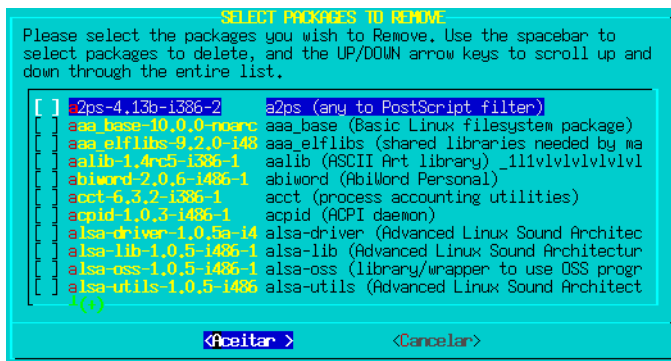 SELECT PACKAGES TO REMOVE
Please select the packages you wish to Remove. Use the spacebar to
select packages to delete, and the UP/DOWN arrow keys to scroll up and
down through the entire list.
[ ] a2ps-4.13b-i386-2 a2ps (any to PostScript filter)
[ ] aaa_base-10.0.0-noarc aaa_base (Basic Linux filesystem package)
[ ] aaa_elflibs-9.2.0-i48 aaa_elflibs (shared libraries needed by ma
[ ] aalib-1.4rc5-i386-1 aalib (ASCII Art library) _1l1vlvlvlvlvl
[ ] abiword-2.0.6-i486-1 abiword (AbiWord Personal)
[ ] acct-6.3.2-i386-1 acct (process accounting utilities)
[ ] acpid-1.0.3-i486-1 acpid (ACPI daemon)
[ ] alsa-driver-1.0.5a-i4 alsa-driver (Advanced Linux Sound Architec
[ ] alsa-lib-1.0.5-i486-1 alsa-lib (Advanced Linux Sound Architectur
[ ] alsa-oss-1.0.5-i486-1 alsa-oss (library/wrapper to use OSS progr
[ ] alsa-utils-1.0.5-i486 alsa-utils (Advanced Linux Sound Architect
(+)
<Aceitar > <Cancelar>